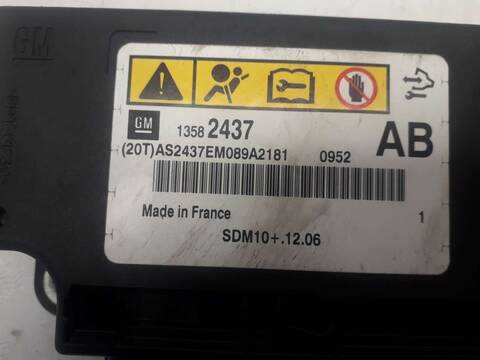 GM
GM 1358 2437 AB
(20T)AS2437EM089A2181 0952
Made in France 1
SDM10+.12.06